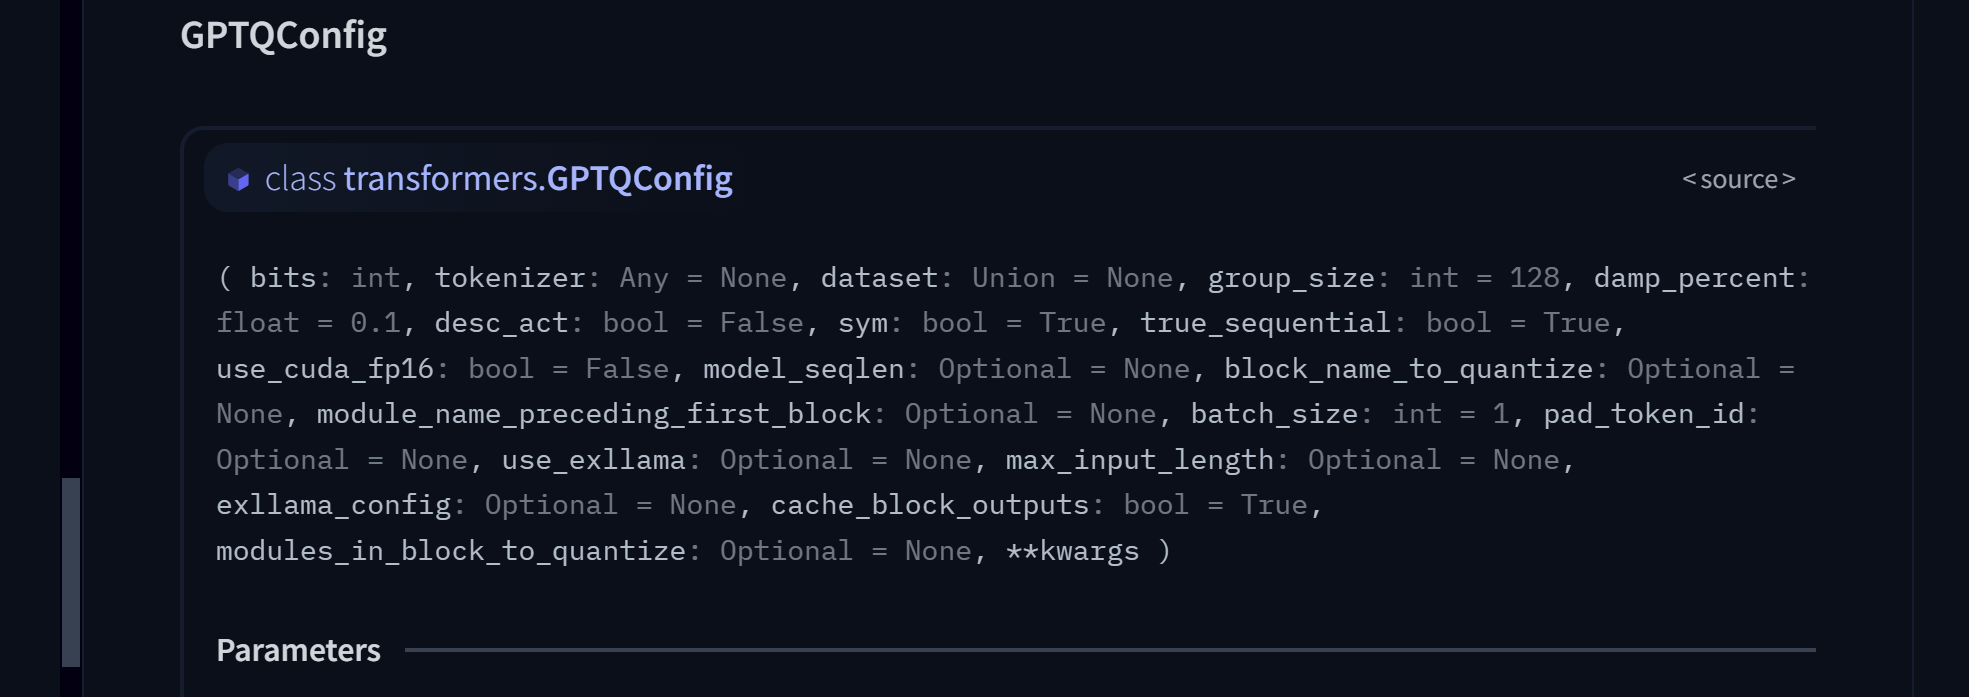 GPTQConfig
class transformers.GPTQConfig
<source>
( bits: int, tokenizer: Any = None, dataset: Union = None, group_size: int = 128, damp_percent:
float = 0.1, desc_act: bool = False, sym: bool = True, true_sequential: bool = True,
use_cuda_fp16: bool = False, model_seqlen: Optional = None, block_name_to_quantize: Optional =
None, module_name_preceding_first_block: Optional = None, batch_size: int = 1, pad_token_id:
Optional = None, use_exllama: Optional = None, max_input_length: Optional = None,
exllama_config: Optional = None, cache_block_outputs: bool = True,
modules_in_block_to_quantize: Optional = None, **kwargs )
Parameters